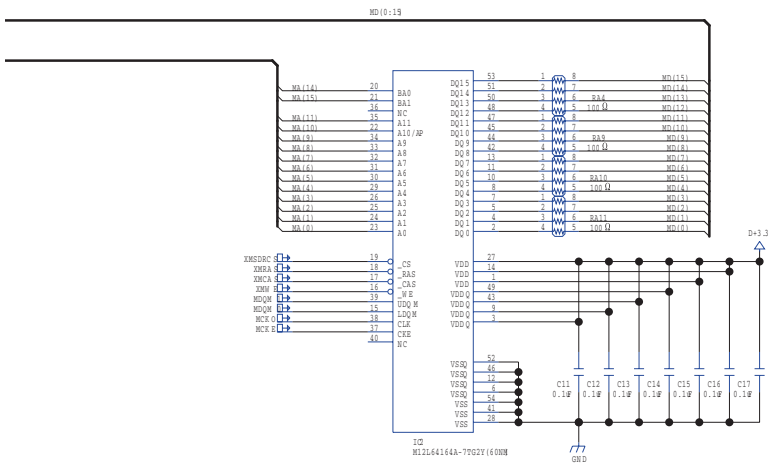 MD(0:15)
MA(14) 20 BA0 DQ15 53 1 8 MD(15)
MA(15) 21 BA1 DQ14 51 2 7 MD(14)
36 NC DQ13 50 3 6 RA4 MD(13)
MA(11) 35 A11 DQ12 48 4 5 100Ω MD(12)
MA(10) 22 A10/AP DQ11 47 1 8 MD(11)
MA(9) 34 A9 DQ10 45 2 7 MD(10)
MA(8) 33 A8 DQ9 44 3 6 RA9 MD(9)
MA(7) 32 A7 DQ8 42 4 5 100Ω MD(8)
MA(6) 31 A6 DQ7 13 1 8 MD(7)
MA(5) 30 A5 DQ6 11 2 7 MD(6)
MA(4) 29 A4 DQ5 10 3 6 RA10 MD(5)
MA(3) 26 A3 DQ4 8 4 5 100Ω MD(4)
MA(2) 25 A2 DQ3 7 1 8 MD(3)
MA(1) 24 A1 DQ2 5 2 7 MD(2)
MA(0) 23 A0 DQ1 4 3 6 RA11 MD(1)
DQ0 2 4 5 100Ω MD(0)
D+3.3
XMSDRCS 19 _CS VDD 27
XMRAS 18 _RAS VDD 14
XMCAS 17 _CAS VDD 1
XMWE 16 _WE VDDQ 49
MDQM 39 UDQM VDDQ 43
MDQM 15 LDQM VDDQ 9
MCKO 38 CLK VDDQ 3
MCKE 37 CKE
40 NC
VSSQ 52
VSSQ 46
VSSQ 12
VSSQ 6
VSS 54
VSS 41
VSS 28
C11 C12 C13 C14 C15 C16 C17
0.1uF 0.1uF 0.1uF 0.1uF 0.1uF 0.1uF 0.1uF
IC2
M12L64164A-7TG2Y(60NM
GND